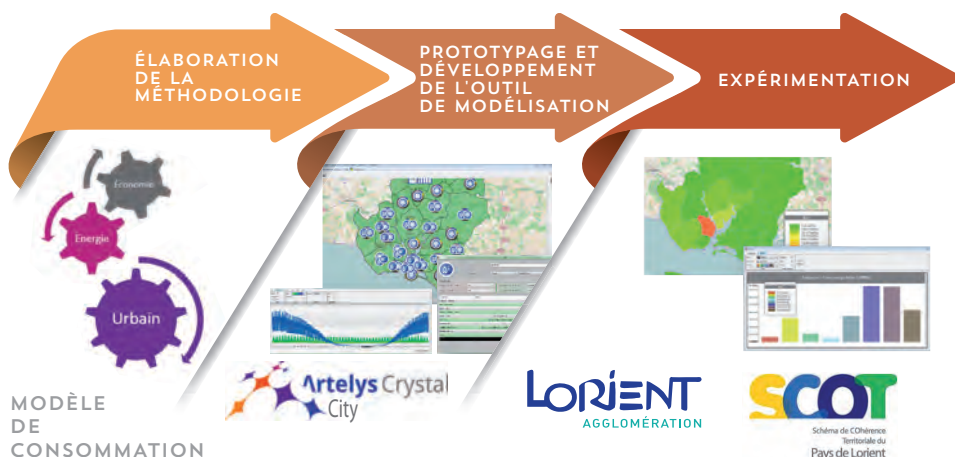 ÉLABORATION
DE LA
MÉTHODOLOGIE
PROTOTYPAGE ET
DÉVELOPPEMENT
DE L'OUTIL
DE MODÉLISATION
EXPÉRIMENTATION
Économie
Energie
Urbain
MODÈLE
DE
CONSOMMATION
Artelys Crystal
City
LORIENT
AGGLOMÉRATION
SCOT
Schéma de COhérence
Territoriale du
Pays de Lorient